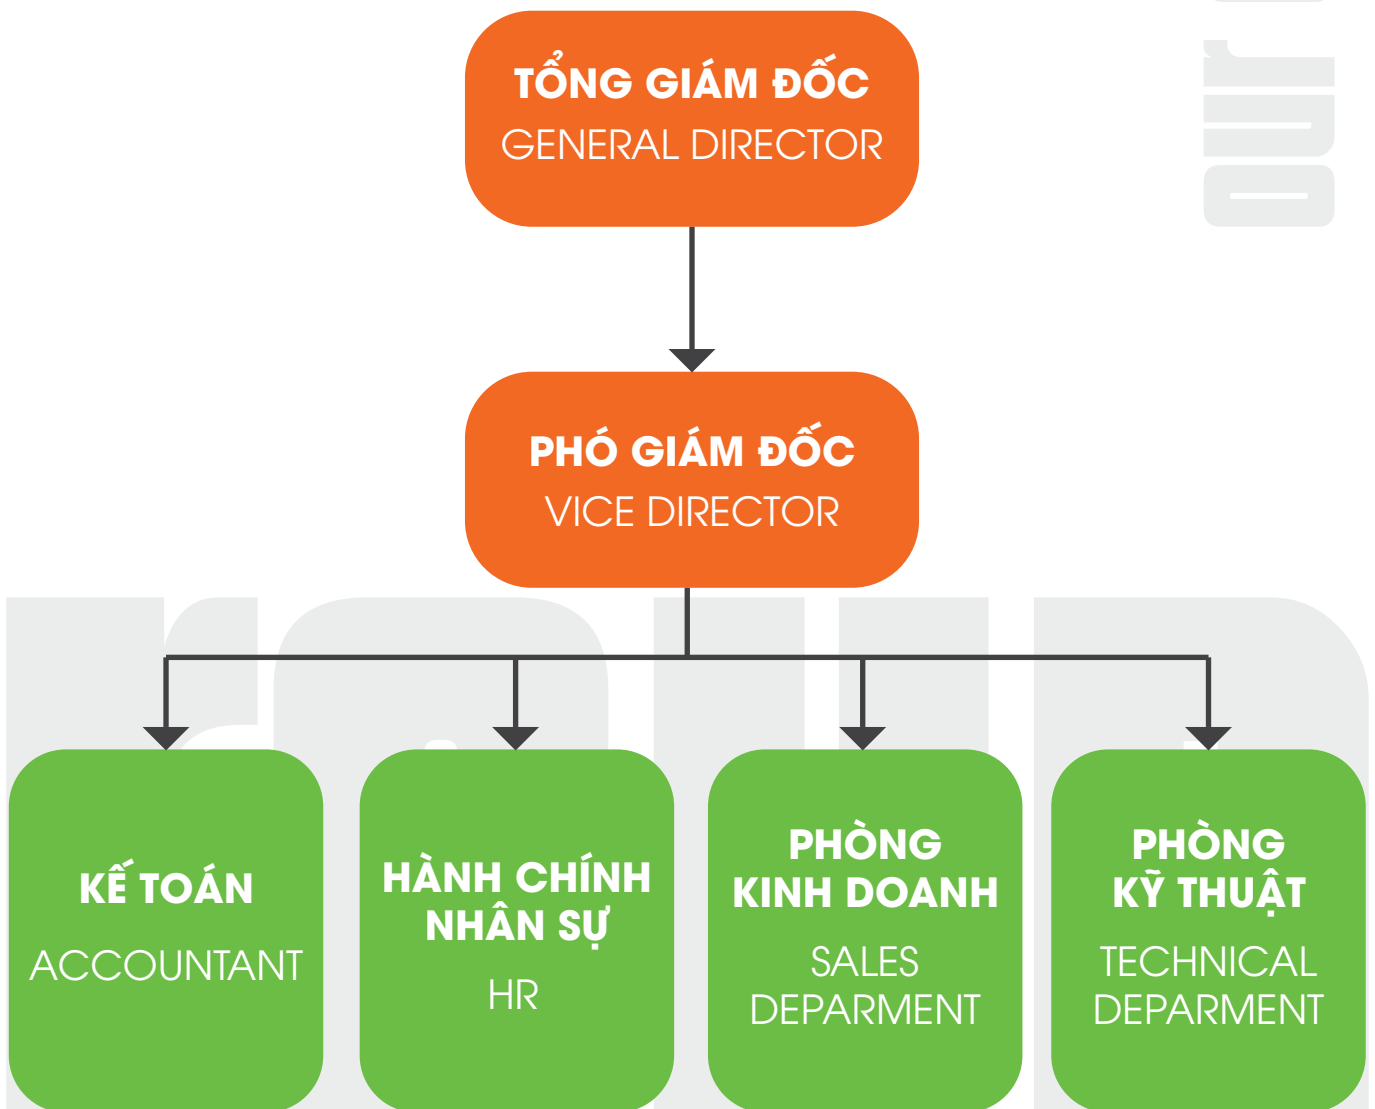 our
TỔNG GIÁM ĐỐC
GENERAL DIRECTOR
PHÓ GIÁM ĐỐC
VICE DIRECTOR
KẾ TOÁN
ACCOUNTANT
HÀNH CHÍNH
NHÂN SỰ
HR
PHÒNG
KINH DOANH
SALES
DEPARMENT
PHÒNG
KỸ THUẬT
TECHNICAL
DEPARMENT